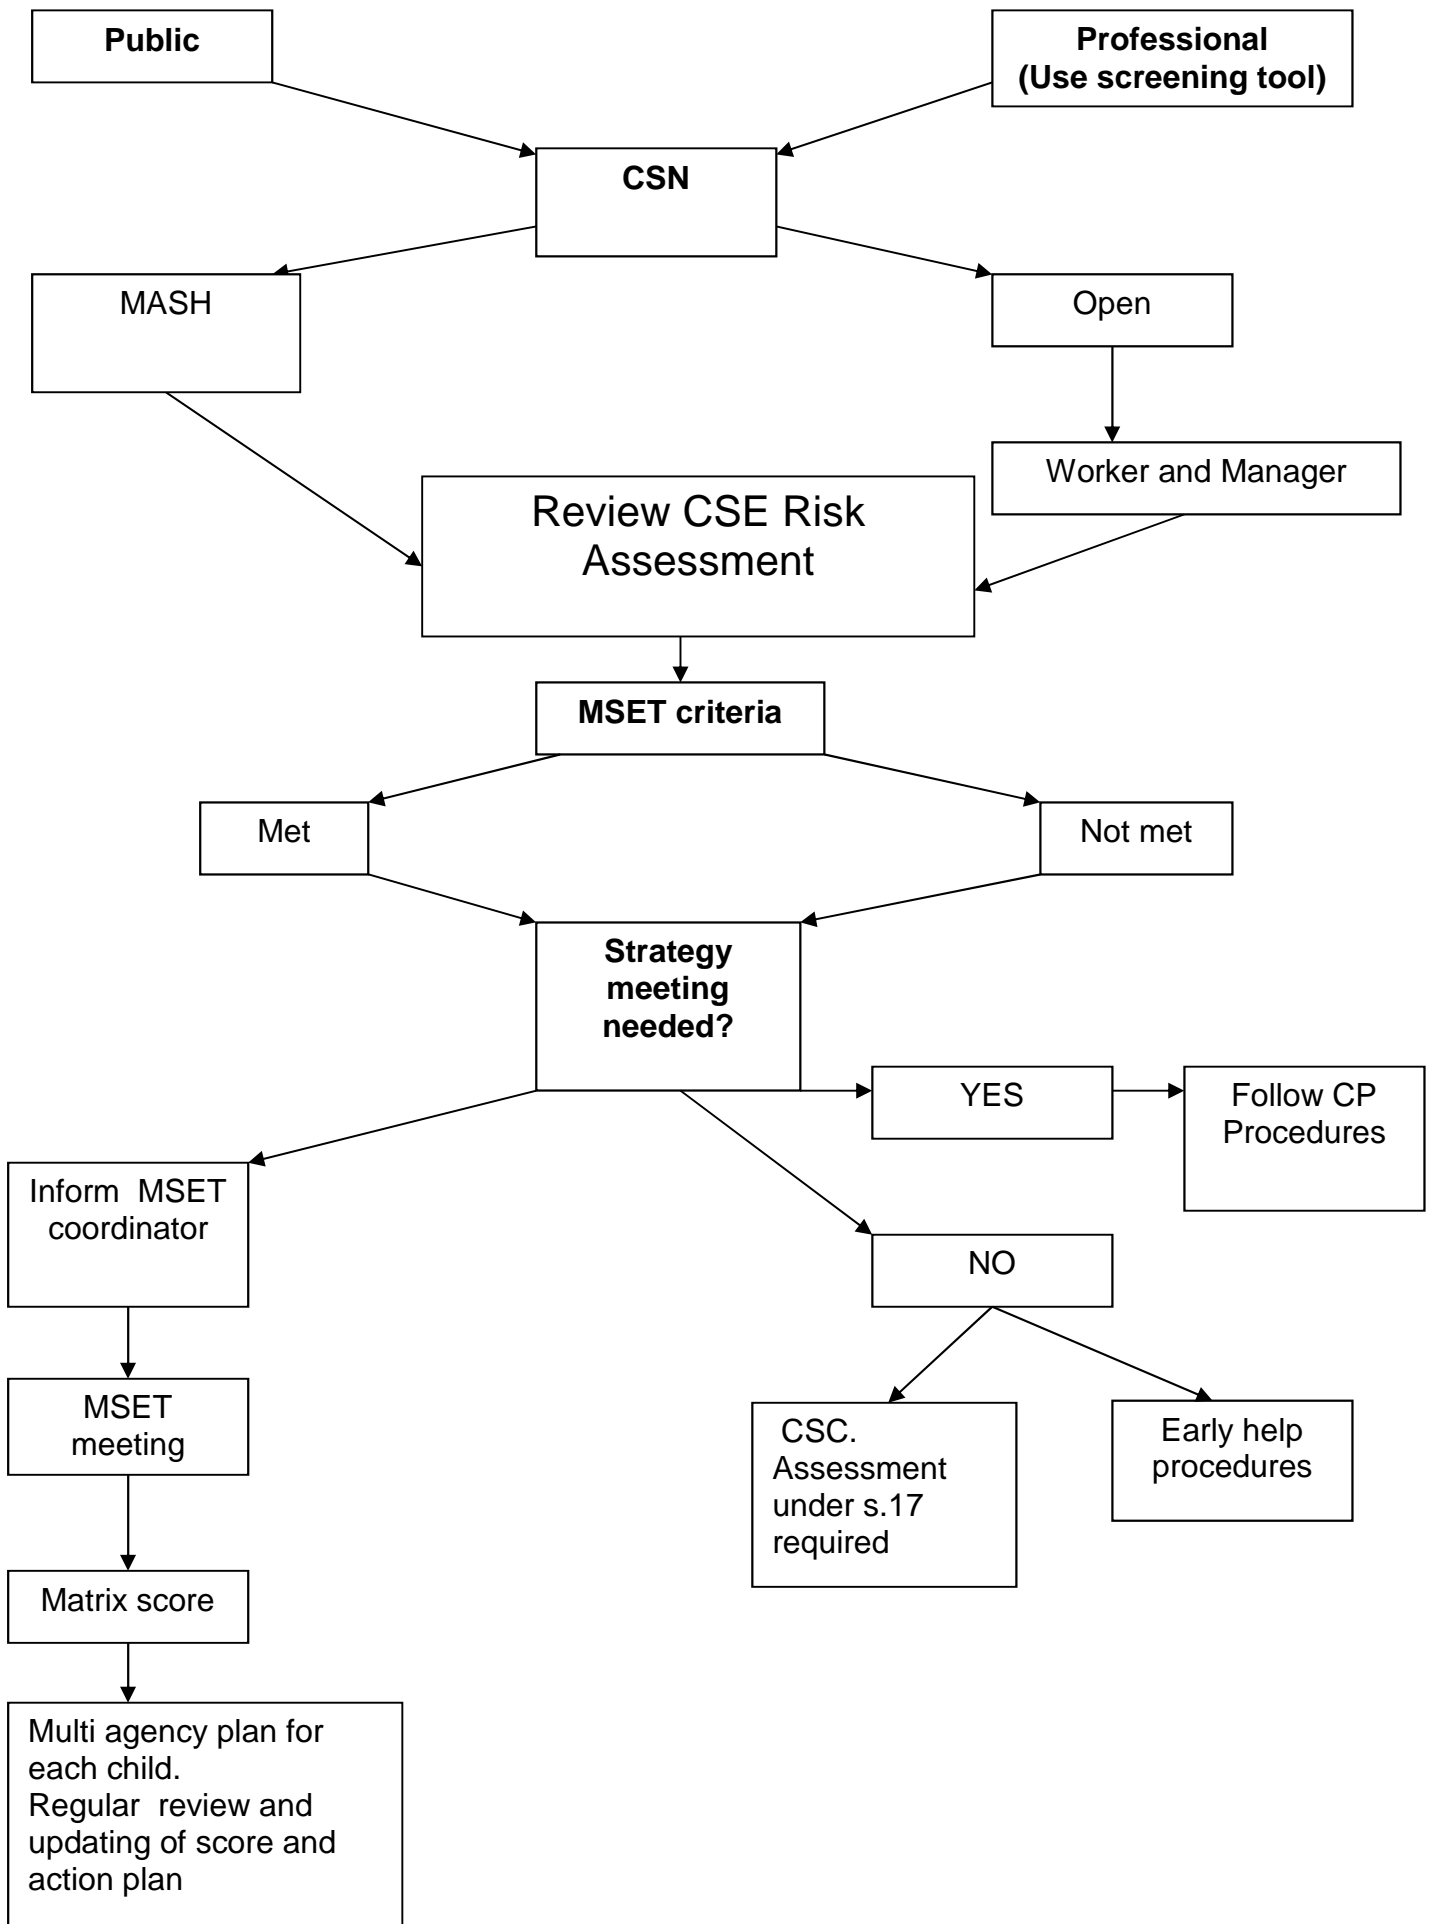 Public
Professional
(Use screening tool)
CSN
MASH
Open
Worker and Manager
Review CSE Risk
Assessment
MSET criteria
Met
Not met
Strategy
meeting
needed?
YES
Follow CP
Procedures
Inform  MSET
coordinator
NO
MSET
meeting
CSC.
Assessment
under s.17
required
Early help
procedures
Matrix score
Multi agency plan for
each child.
Regular  review and
updating of score and
action plan